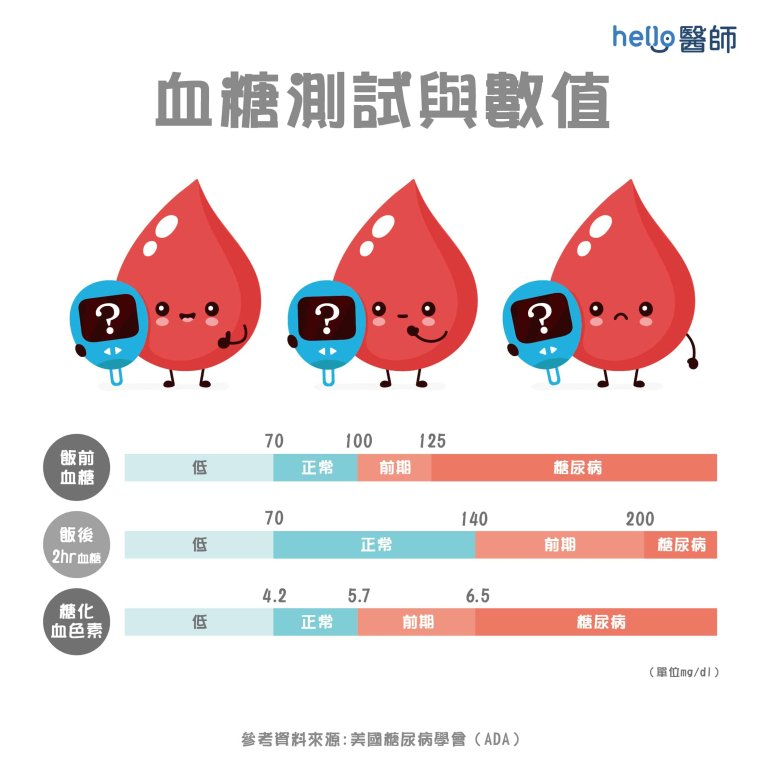 hello醫師
血糖測試與數值
? ? ?
飯前
血糖
70 100 125
低 正常 前期 糖尿病
飯後
2hr血糖
70 140 200
低 正常 前期 糖尿病
糖化
血色素
4.2 5.7 6.5
低 正常 前期 糖尿病
(單位mg/dl)
參考資料來源:美國糖尿病學會(ADA)